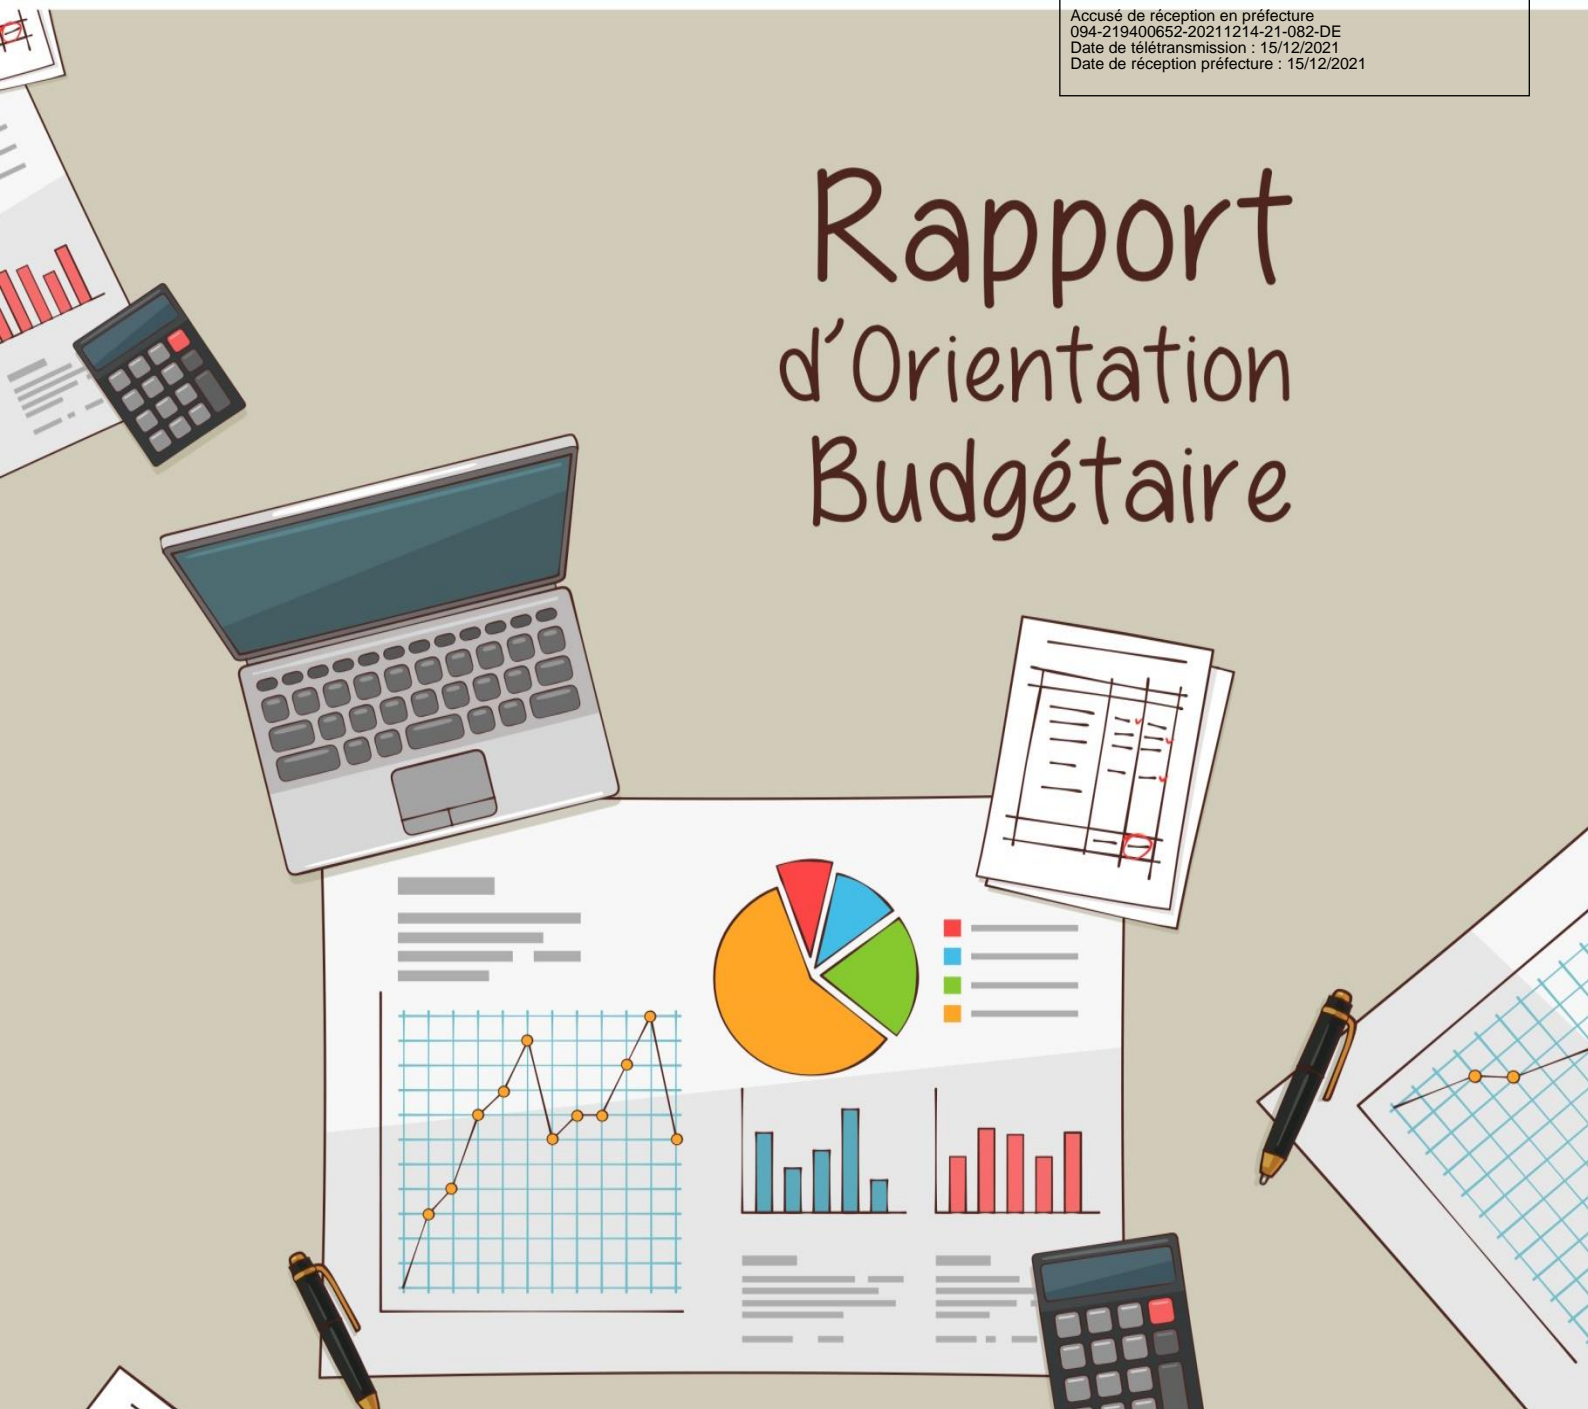 Accusé de réception en préfecture
094-219400652-20211214-21-082-DE
Date de télétransmission : 15/12/2021
Date de réception préfecture : 15/12/2021
Rapport
d'Orientation
Budgétaire